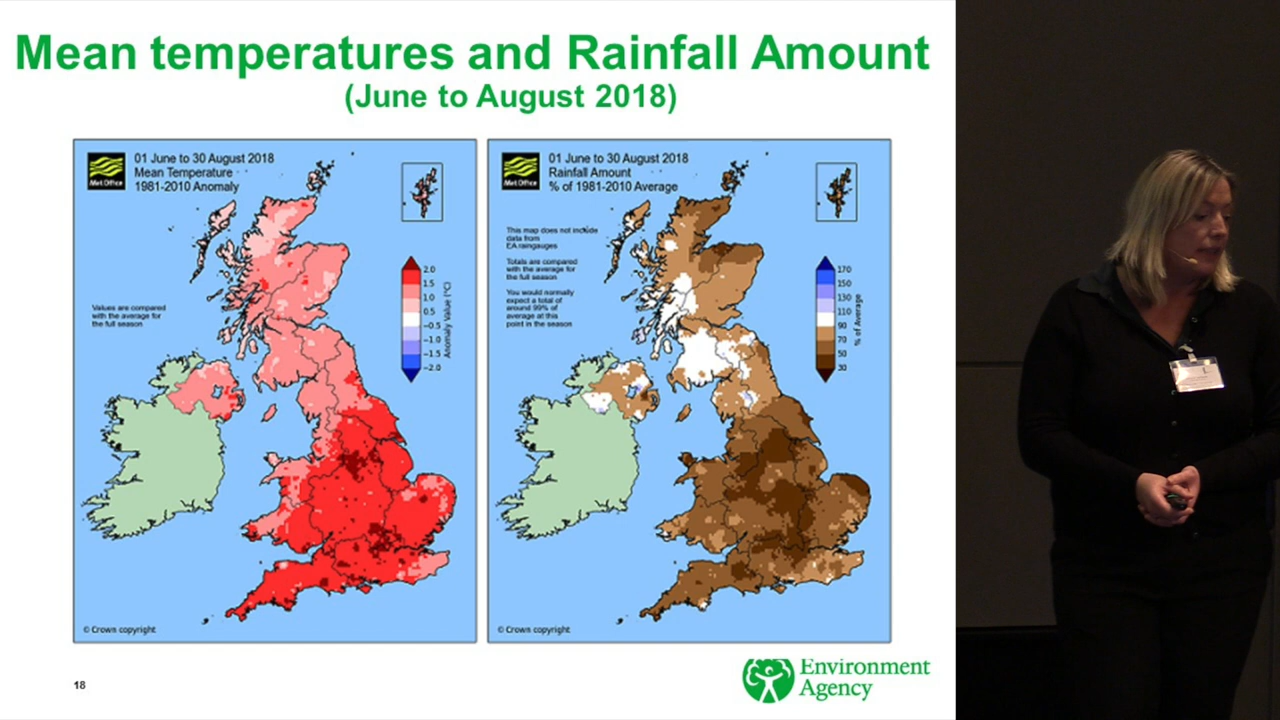 Mean temperatures and Rainfall Amount
(June to August 2018)
Met Office
01 June to 30 August 2018
Mean Temperature
1981-2010 Anomaly
Values are compared
with the average for
the full season
2.0
1.5
1.0
0.5
−0.5
−1.0
−1.5
−2.0
Anomaly Value (°C)
© Crown copyright
Met Office
01 June to 30 August 2018
Rainfall Amount
% of 1981-2010 Average
This map does not include
data from
EA raingauges
Totals are compared
with the average for
the full season
You would normally
expect a total of
around 99% of
average at this
point in the season
170
150
130
110
90
70
50
30
% of Average
© Crown copyright
18
Environment
Agency